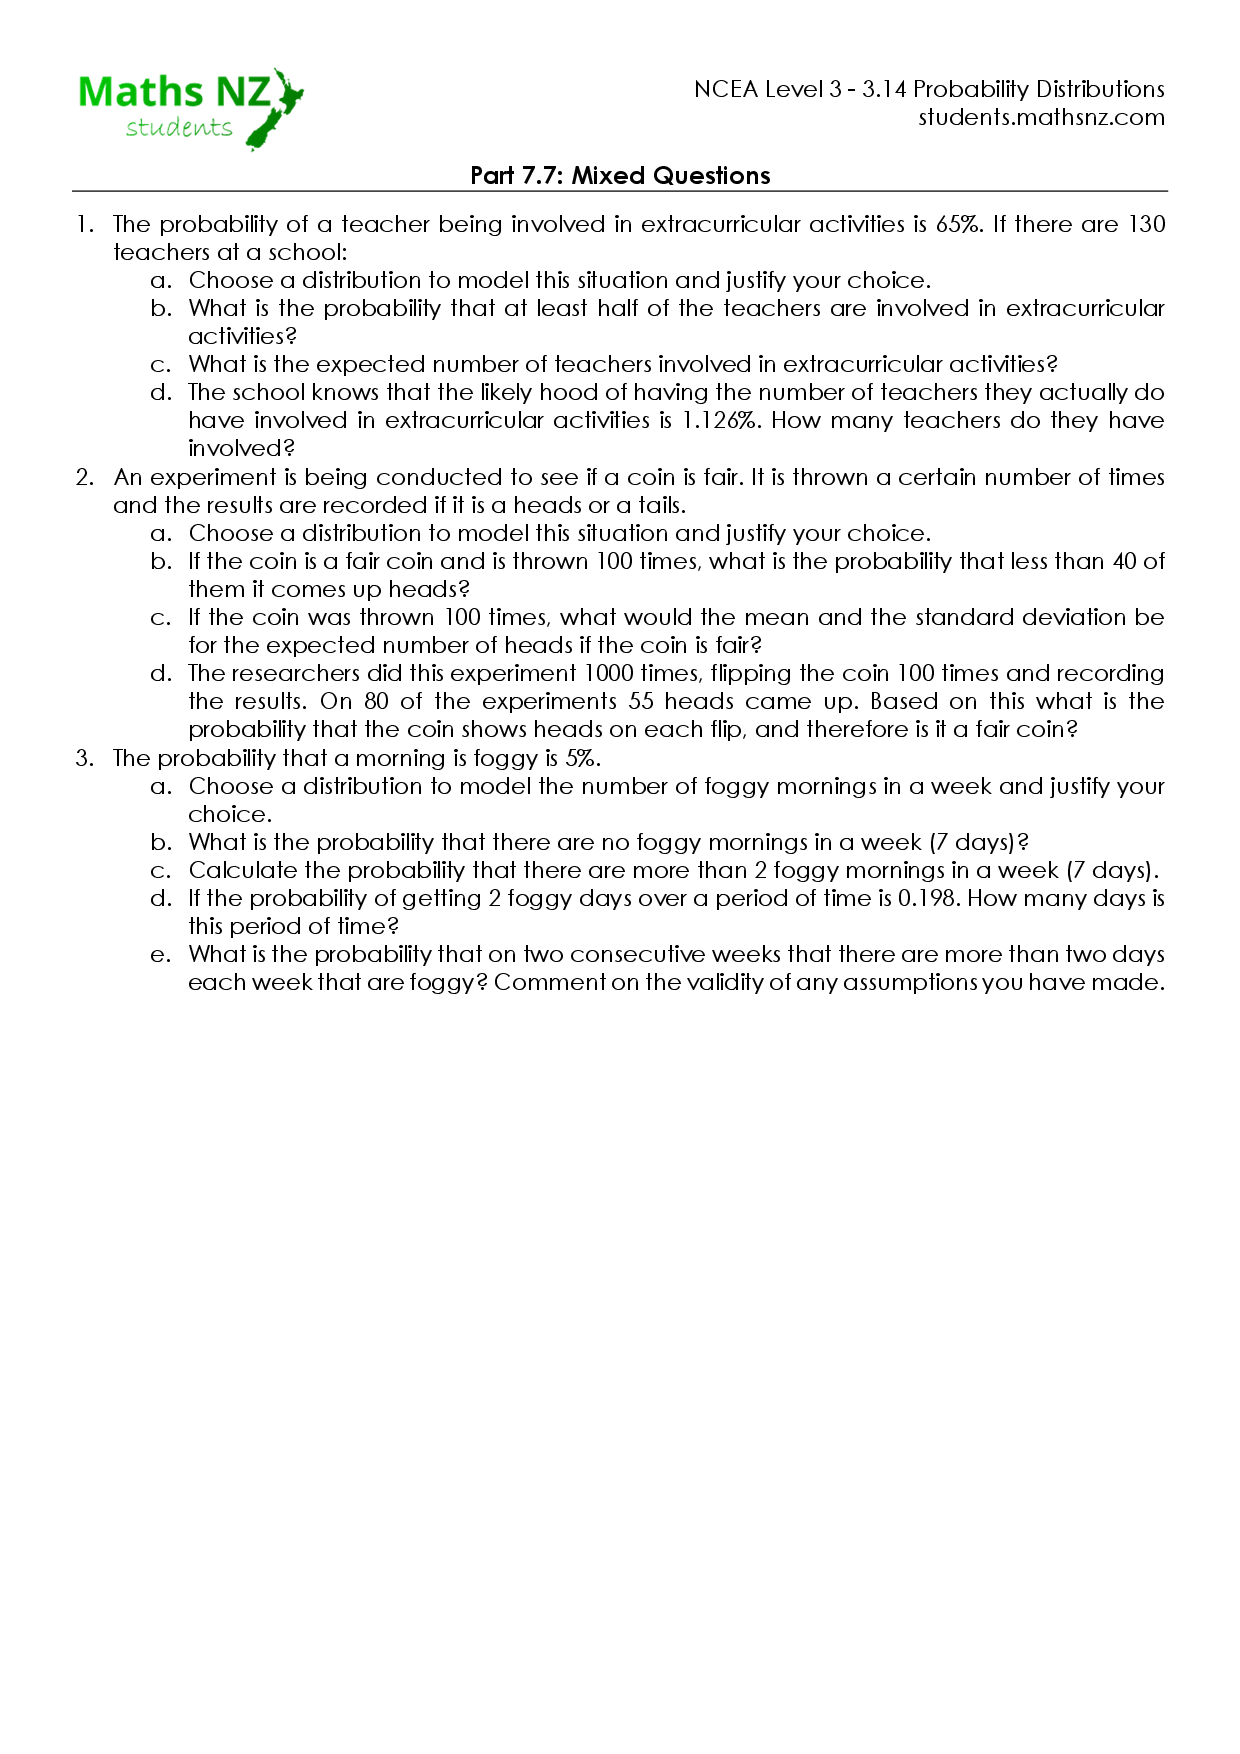 Maths NZ
students
NCEA Level 3 - 3.14 Probability Distributions
students.mathsnz.com
Part 7.7: Mixed Questions
1. The probability of a teacher being involved in extracurricular activities is 65%. If there are 130
teachers at a school:
a. Choose a distribution to model this situation and justify your choice.
b. What is the probability that at least half of the teachers are involved in extracurricular
activities?
c. What is the expected number of teachers involved in extracurricular activities?
d. The school knows that the likely hood of having the number of teachers they actually do
have involved in extracurricular activities is 1.126%. How many teachers do they have
involved?
2. An experiment is being conducted to see if a coin is fair. It is thrown a certain number of times
and the results are recorded if it is a heads or a tails.
a. Choose a distribution to model this situation and justify your choice.
b. If the coin is a fair coin and is thrown 100 times, what is the probability that less than 40 of
them it comes up heads?
c. If the coin was thrown 100 times, what would the mean and the standard deviation be
for the expected number of heads if the coin is fair?
d. The researchers did this experiment 1000 times, flipping the coin 100 times and recording
the results. On 80 of the experiments 55 heads came up. Based on this what is the
probability that the coin shows heads on each flip, and therefore is it a fair coin?
3. The probability that a morning is foggy is 5%.
a. Choose a distribution to model the number of foggy mornings in a week and justify your
choice.
b. What is the probability that there are no foggy mornings in a week (7 days)?
c. Calculate the probability that there are more than 2 foggy mornings in a week (7 days).
d. If the probability of getting 2 foggy days over a period of time is 0.198. How many days is
this period of time?
e. What is the probability that on two consecutive weeks that there are more than two days
each week that are foggy? Comment on the validity of any assumptions you have made.